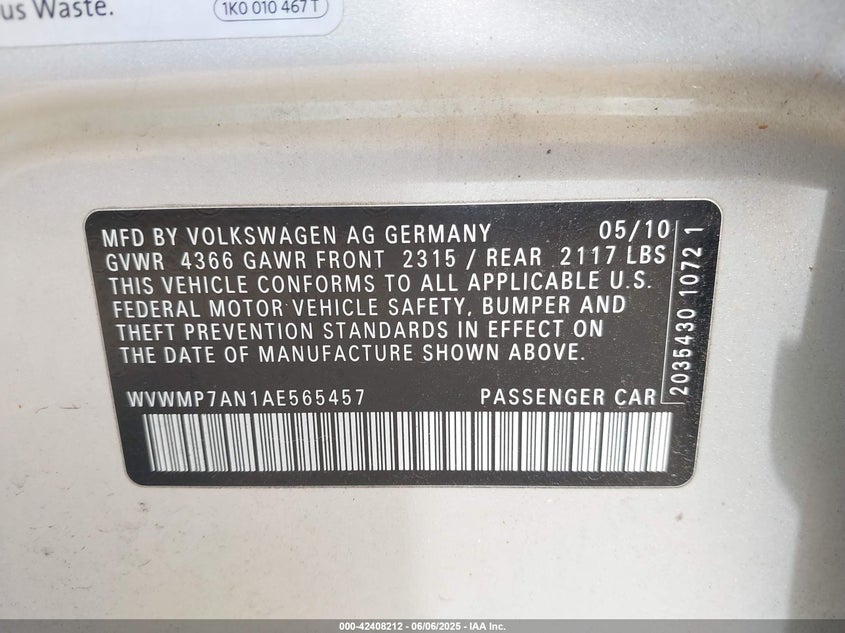 us Waste.
1K0 010 467 T
MFD BY VOLKSWAGEN AG GERMANY 05/10
GVWR 4366 GAWR FRONT 2315 / REAR 2117 LBS
THIS VEHICLE CONFORMS TO ALL APPLICABLE U.S.
FEDERAL MOTOR VEHICLE SAFETY, BUMPER AND
THEFT PREVENTION STANDARDS IN EFFECT ON
THE DATE OF MANUFACTURE SHOWN ABOVE.
WVWMP7AN1AE565457 PASSENGER CAR
2035430 1072 1
000-42408212 - 06/06/2025 - IAA Inc.